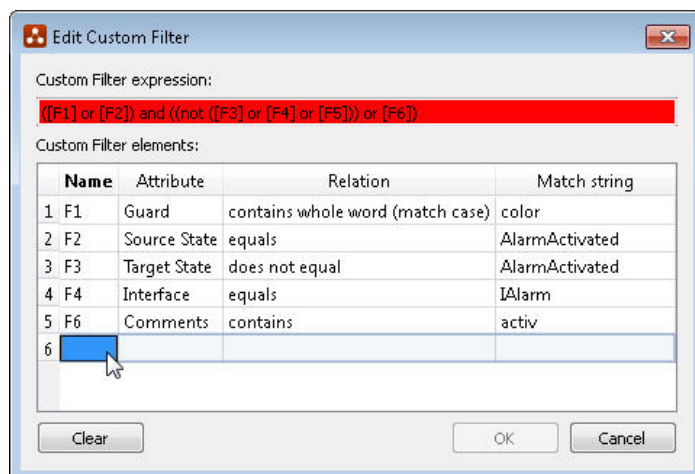 Edit Custom Filter
Custom Filter expression:
([F1] or [F2]) and ((not ([F3] or [F4] or [F5])) or [F6])
Custom Filter elements:
Name Attribute Relation Match string
1 F1 Guard contains whole word (match case) color
2 F2 Source State equals AlarmActivated
3 F3 Target State does not equal AlarmActivated
4 F4 Interface equals IAlarm
5 F6 Comments contains activ
6
Clear OK Cancel